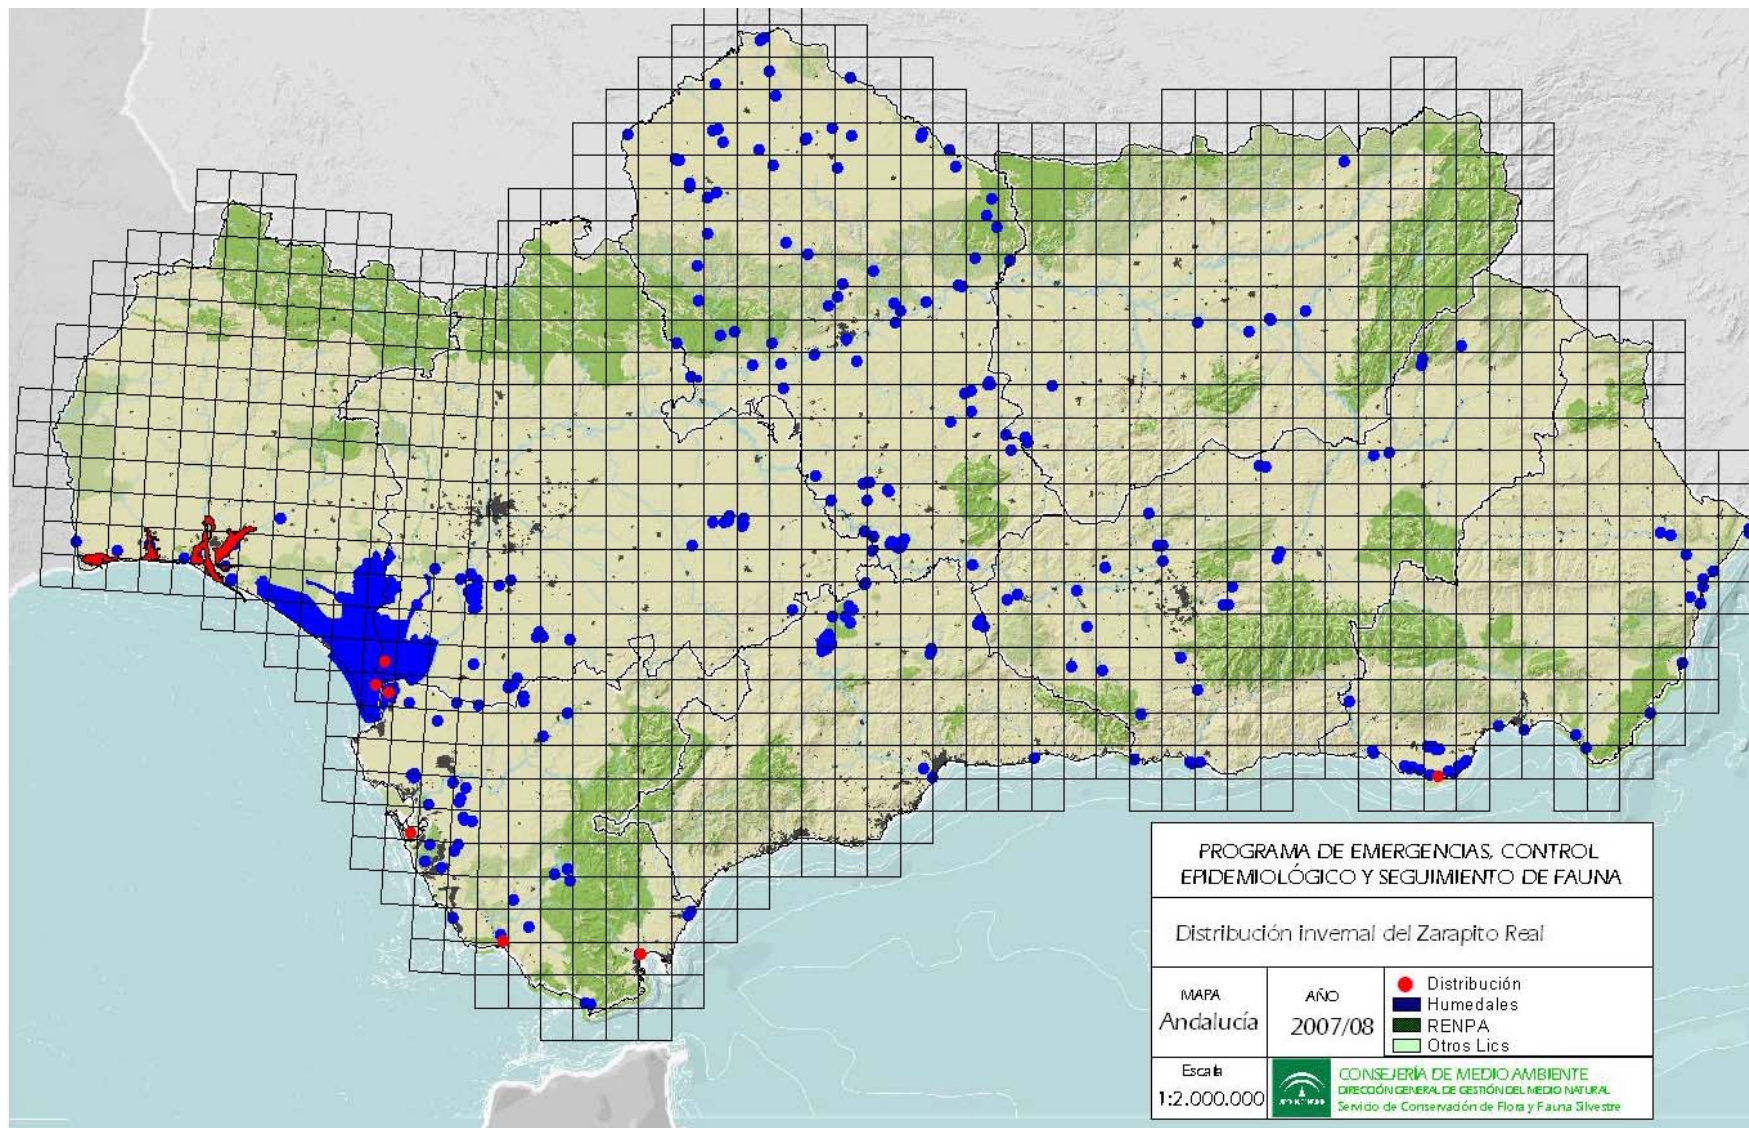 PROGRAMA DE EMERGENCIAS, CONTROL
EPIDEMIOLÓGICO Y SEGUIMIENTO DE FAUNA
Distribución invernal del Zarapito Real
MAPA
Andalucía
AÑO
2007/08
Distribución
Humedales
RENPA
Otros Lics
Escala
1:2.000.000
CONSEJERÍA DE MEDIO AMBIENTE
DIRECCIÓN GENERAL DE GESTIÓN DEL MEDIO NATURAL
Servicio de Conservación de Flora y Fauna Silvestre